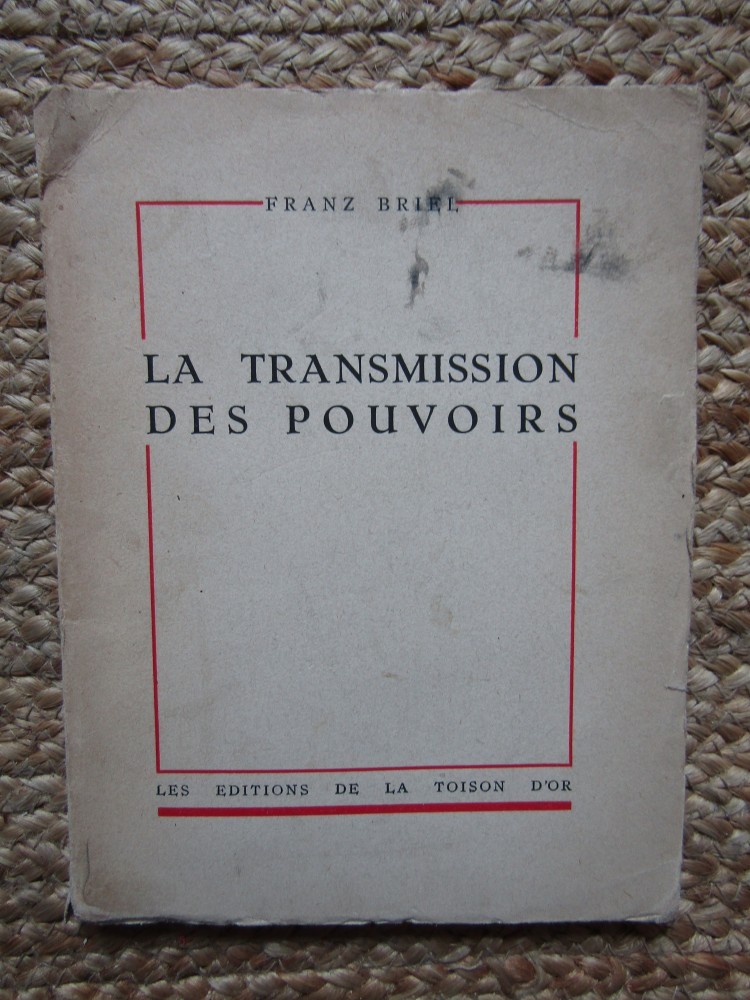 FRANZ BRIEL
LA TRANSMISSION
DES POUVOIRS
LES EDITIONS DE LA TOISON D'OR